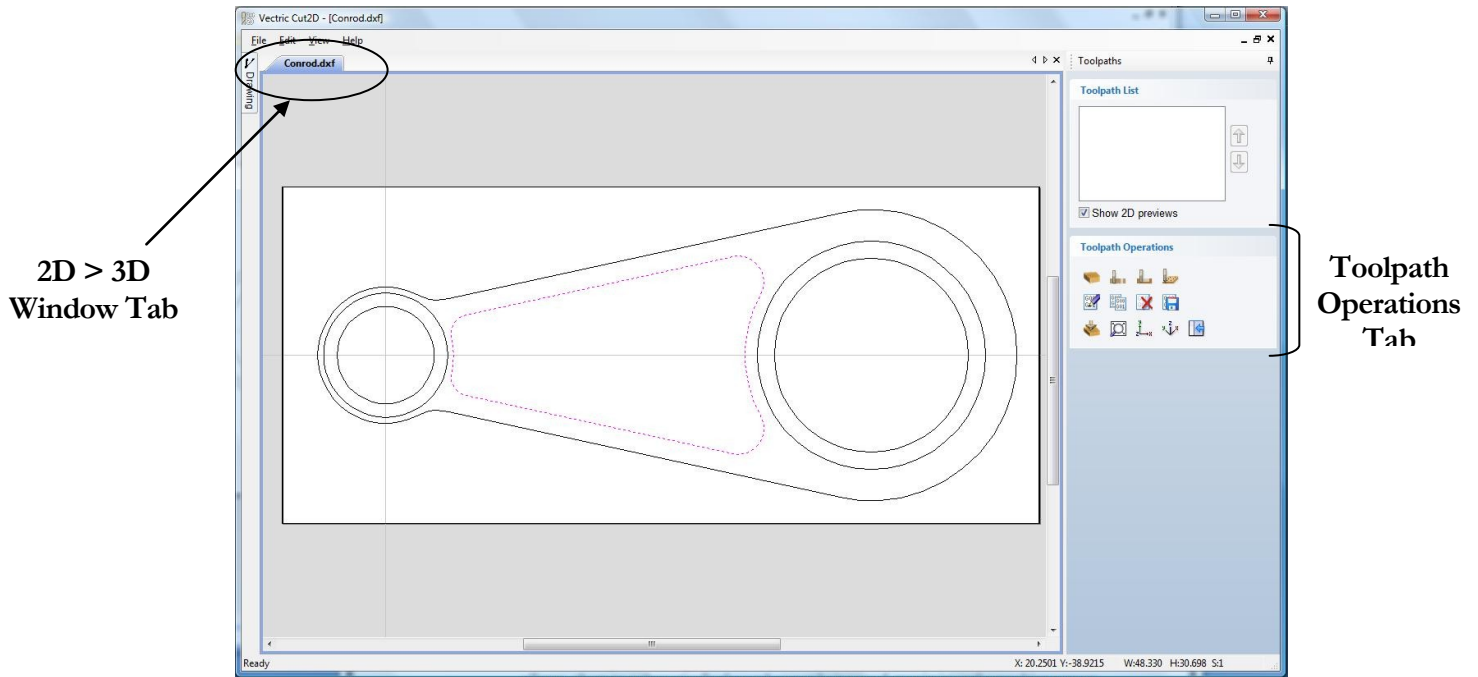 Vectric Cut2D - [Conrod.dxf]
File Edit View Help
Conrod.dxf
Drawing
Toolpaths
Toolpath List
Show 2D previews
Toolpath Operations
2D > 3D
Window Tab
Toolpath
Operations
Tab
Ready
X: 20.2501 Y:-38.9215 W:48.330 H:30.698 S:1